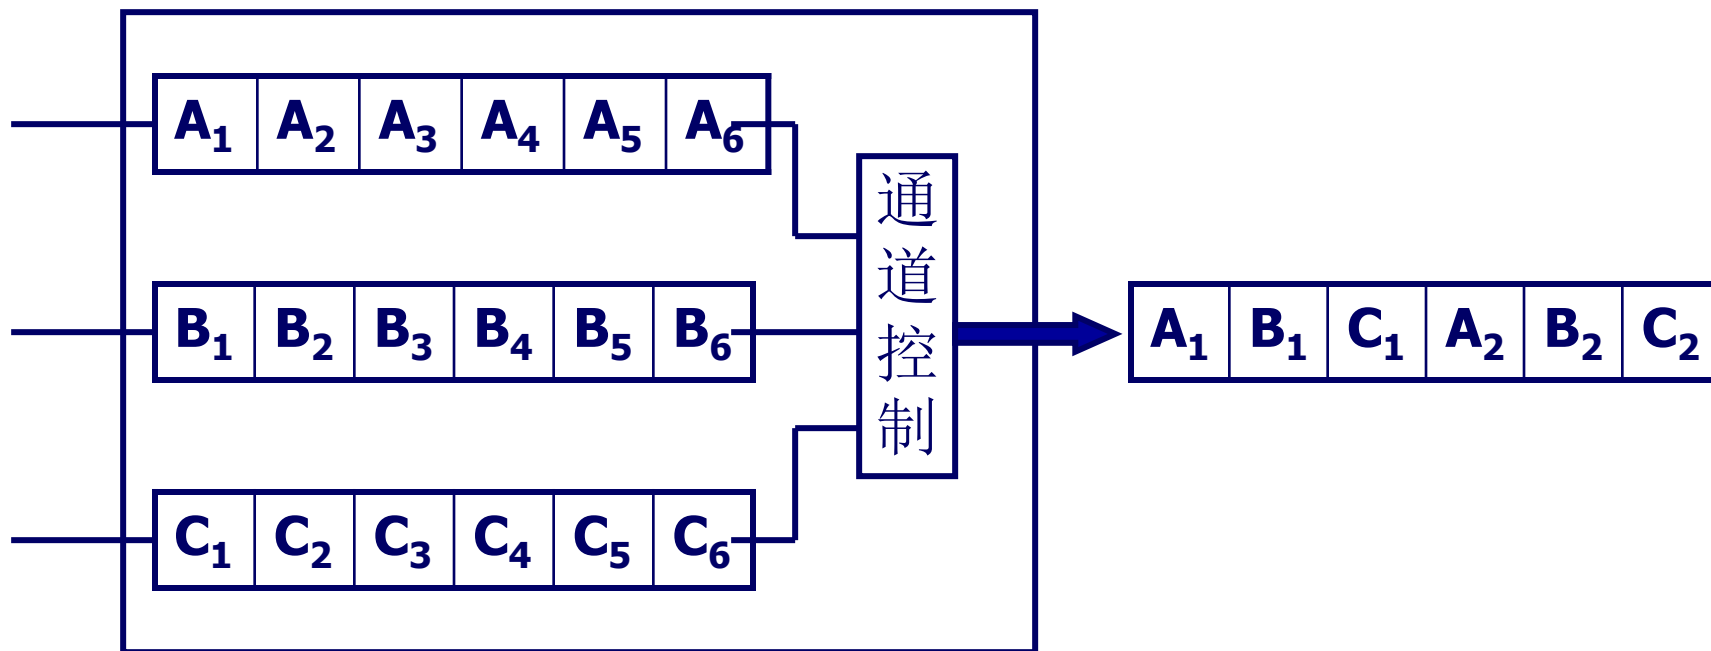 A1 A2 A3 A4 A5 A6
B1 B2 B3 B4 B5 B6
C1 C2 C3 C4 C5 C6
通
道
控
制
A1 B1 C1 A2 B2 C2